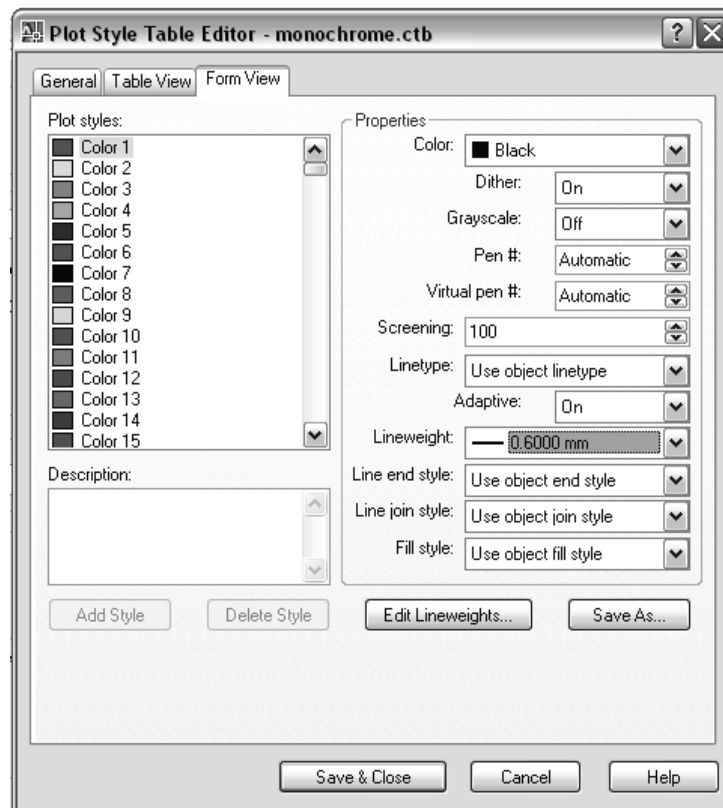 Plot Style Table Editor - monochrome.ctb
General
Table View
Form View
Plot styles:
Color 1
Color 2
Color 3
Color 4
Color 5
Color 6
Color 7
Color 8
Color 9
Color 10
Color 11
Color 12
Color 13
Color 14
Color 15
Description:
Add Style
Delete Style
Properties
Color: Black
Dither: On
Grayscale: Off
Pen #: Automatic
Virtual pen #: Automatic
Screening: 100
Linetype: Use object linetype
Adaptive: On
Lineweight: 0.6000 mm
Line end style: Use object end style
Line join style: Use object join style
Fill style: Use object fill style
Edit Lineweights...
Save As...
Save & Close
Cancel
Help